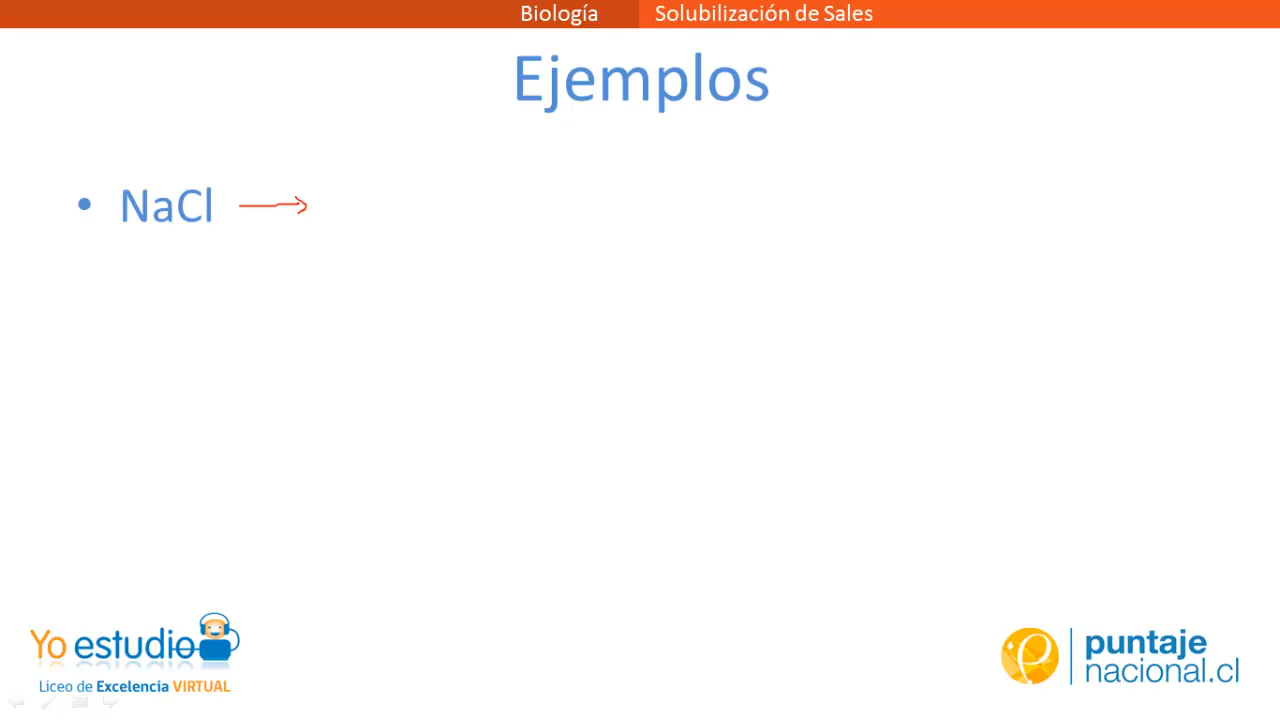 Biología Solubilización de Sales
Ejemplos
• NaCl →
Yo estudio
Liceo de Excelencia VIRTUAL
puntaje
nacional.cl